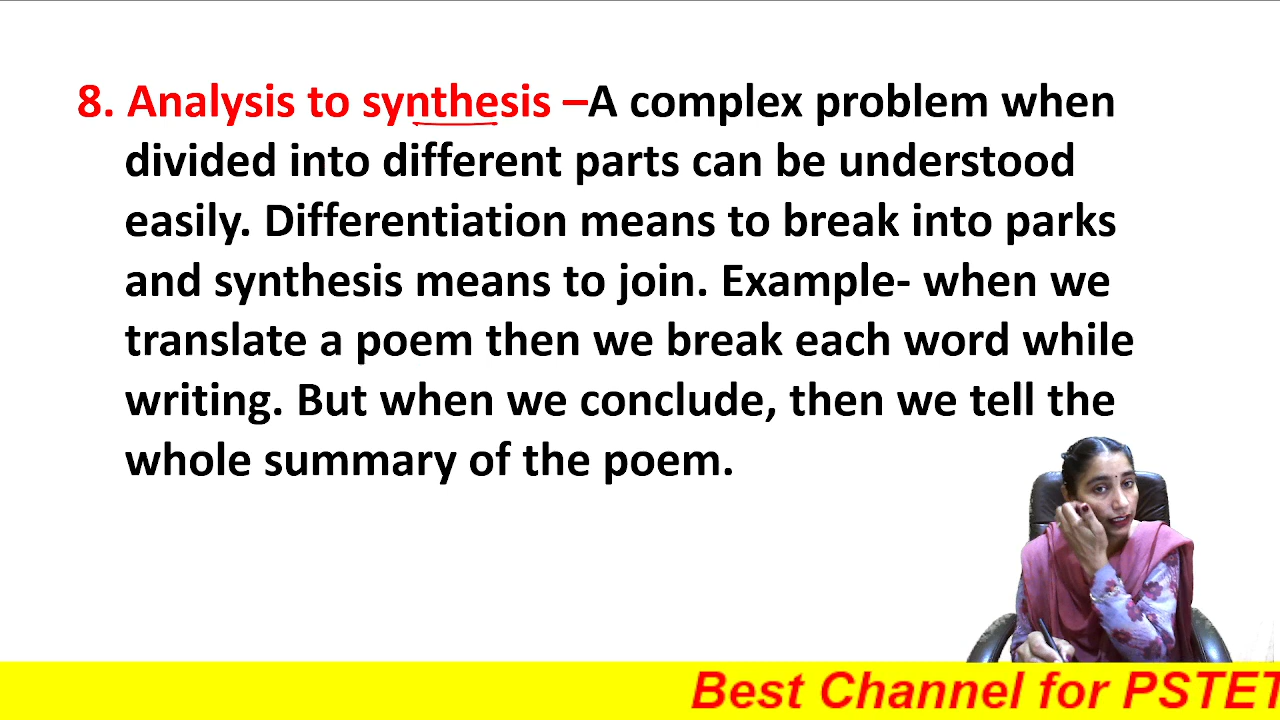 8. Analysis to synthesis –A complex problem when
divided into different parts can be understood
easily. Differentiation means to break into parks
and synthesis means to join. Example- when we
translate a poem then we break each word while
writing. But when we conclude, then we tell the
whole summary of the poem.
Best Channel for PSTET